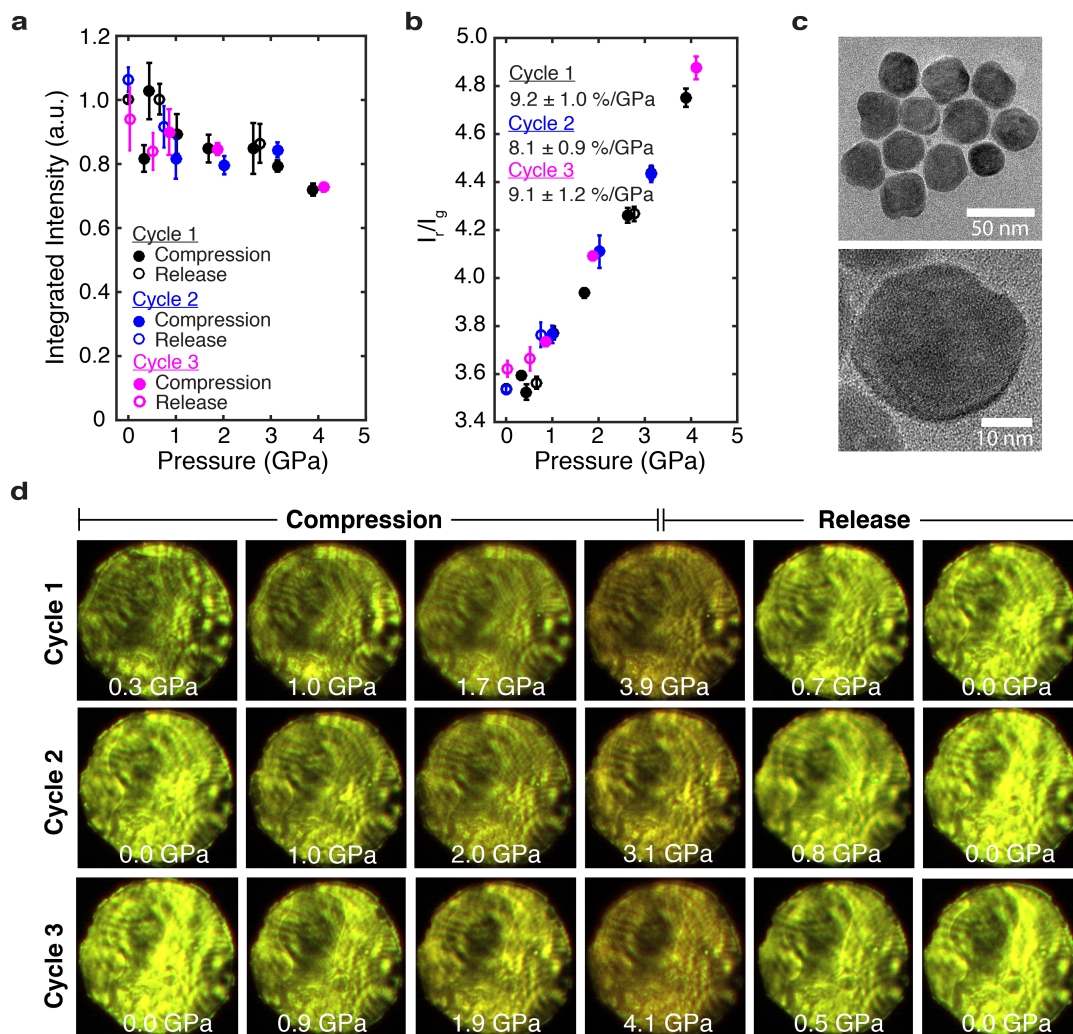 a
1.2
1.0
0.8
0.6
0.4
0.2
0
Integrated Intensity (a.u.)
0 1 2 3 4 5
Pressure (GPa)
Cycle 1
Compression
Release
Cycle 2
Compression
Release
Cycle 3
Compression
Release
b
5.0
4.8
4.6
4.4
4.2
4.0
3.8
3.6
3.4
Ir/Ig
0 1 2 3 4 5
Pressure (GPa)
Cycle 1
9.2 ± 1.0 %/GPa
Cycle 2
8.1 ± 0.9 %/GPa
Cycle 3
9.1 ± 1.2 %/GPa
c
50 nm
10 nm
d
Compression Release
Cycle 1
0.3 GPa 1.0 GPa 1.7 GPa 3.9 GPa 0.7 GPa 0.0 GPa
Cycle 2
0.0 GPa 1.0 GPa 2.0 GPa 3.1 GPa 0.8 GPa 0.0 GPa
Cycle 3
0.0 GPa 0.9 GPa 1.9 GPa 4.1 GPa 0.5 GPa 0.0 GPa